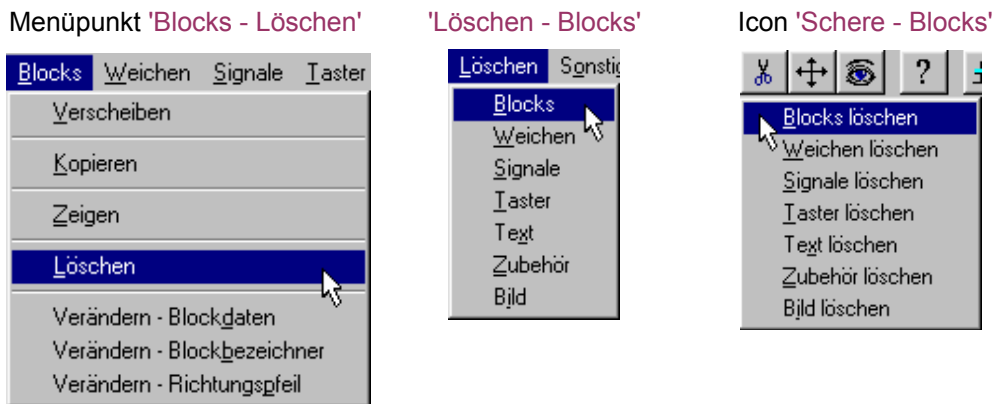 Menüpunkt 'Blocks - Löschen'
Blocks Weichen Signale Taster
Verscheiben
Kopieren
Zeigen
Löschen
Verändern - Blockdaten
Verändern - Blockbezeichner
Verändern - Richtungspfeil
'Löschen - Blocks'
Löschen Sonstig
Blocks
Weichen
Signale
Taster
Text
Zubehör
Bild
Icon 'Schere - Blocks'
?
Blocks löschen
Weichen löschen
Signale löschen
Taster löschen
Text löschen
Zubehör löschen
Bild löschen